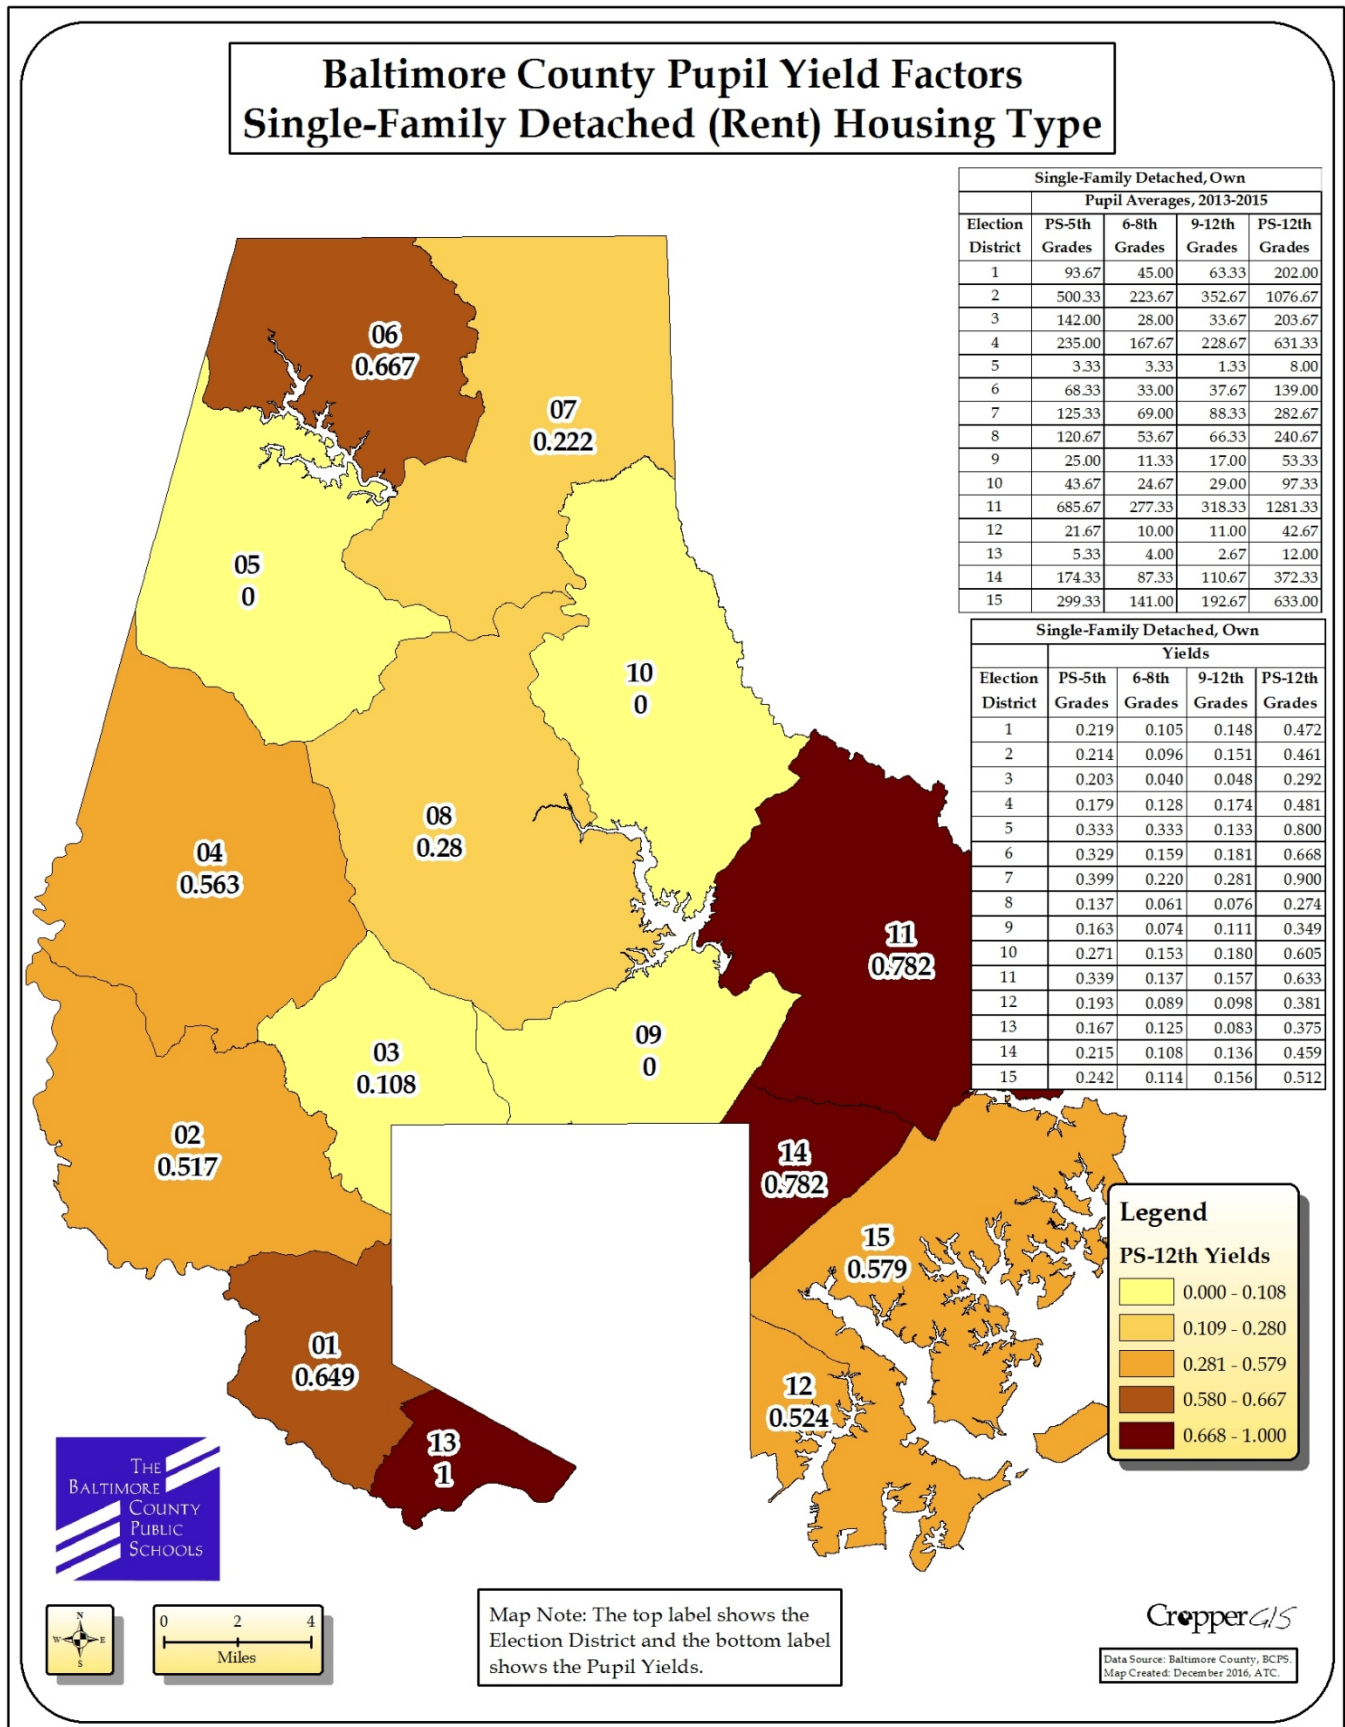 Baltimore County Pupil Yield Factors
Single-Family Detached (Rent) Housing Type
Single-Family Detached, Own
Pupil Averages, 2013-2015
Election District PS-5th Grades 6-8th Grades 9-12th Grades PS-12th Grades
1 93.67 45.00 63.33 202.00
2 500.33 223.67 352.67 1076.67
3 142.00 28.00 33.67 203.67
4 235.00 167.67 228.67 631.33
5 3.33 3.33 1.33 8.00
6 68.33 33.00 37.67 139.00
7 125.33 69.00 88.33 282.67
8 120.67 53.67 66.33 240.67
9 25.00 11.33 17.00 53.33
10 43.67 24.67 29.00 97.33
11 685.67 277.33 318.33 1281.33
12 21.67 10.00 11.00 42.67
13 5.33 4.00 2.67 12.00
14 174.33 87.33 110.67 372.33
15 299.33 141.00 192.67 633.00
Single-Family Detached, Own
Yields
Election District PS-5th Grades 6-8th Grades 9-12th Grades PS-12th Grades
1 0.219 0.105 0.148 0.472
2 0.214 0.096 0.151 0.461
3 0.203 0.040 0.048 0.292
4 0.179 0.128 0.174 0.481
5 0.333 0.333 0.133 0.800
6 0.329 0.159 0.181 0.668
7 0.399 0.220 0.281 0.900
8 0.137 0.061 0.076 0.274
9 0.163 0.074 0.111 0.349
10 0.271 0.153 0.180 0.605
11 0.339 0.137 0.157 0.633
12 0.193 0.089 0.098 0.381
13 0.167 0.125 0.083 0.375
14 0.215 0.108 0.136 0.459
15 0.242 0.114 0.156 0.512
06
0.667
07
0.222
05
0
10
0
08
0.28
04
0.563
11
0.782
09
0
03
0.108
02
0.517
14
0.782
15
0.579
01
0.649
12
0.524
13
1
Legend
PS-12th Yields
0.000 - 0.108
0.109 - 0.280
0.281 - 0.579
0.580 - 0.667
0.668 - 1.000
THE
BALTIMORE
COUNTY
PUBLIC
SCHOOLS
N
W E
S
0 2 4
Miles
Map Note: The top label shows the
Election District and the bottom label
shows the Pupil Yields.
Cropper GIS
Data Source: Baltimore County, BCPS.
Map Created: December 2016, ATC.